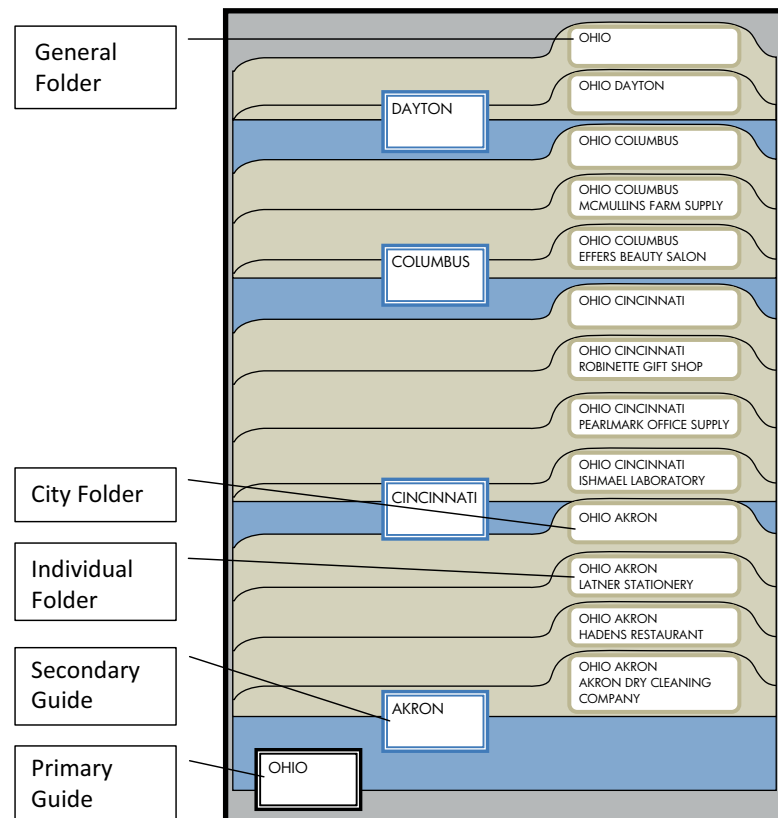 General
Folder
OHIO
OHIO DAYTON
DAYTON
OHIO COLUMBUS
OHIO COLUMBUS
MCMULLINS FARM SUPPLY
OHIO COLUMBUS
EFFERS BEAUTY SALON
COLUMBUS
OHIO CINCINNATI
OHIO CINCINNATI
ROBINETTE GIFT SHOP
OHIO CINCINNATI
PEARLMARK OFFICE SUPPLY
OHIO CINCINNATI
ISHMAEL LABORATORY
City Folder
CINCINNATI
OHIO AKRON
Individual
Folder
OHIO AKRON
LATNER STATIONERY
OHIO AKRON
HADENS RESTAURANT
Secondary
Guide
OHIO AKRON
AKRON DRY CLEANING
COMPANY
AKRON
Primary
Guide
OHIO